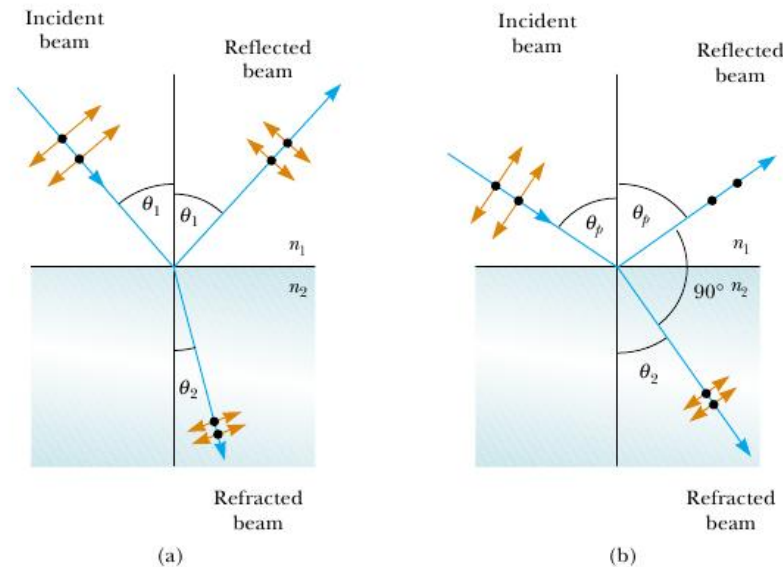 Incident
beam
Reflected
beam
θ1
θ1
n1
n2
θ2
Refracted
beam
(a)
Incident
beam
Reflected
beam
θp
θp
n1
90° n2
θ2
Refracted
beam
(b)